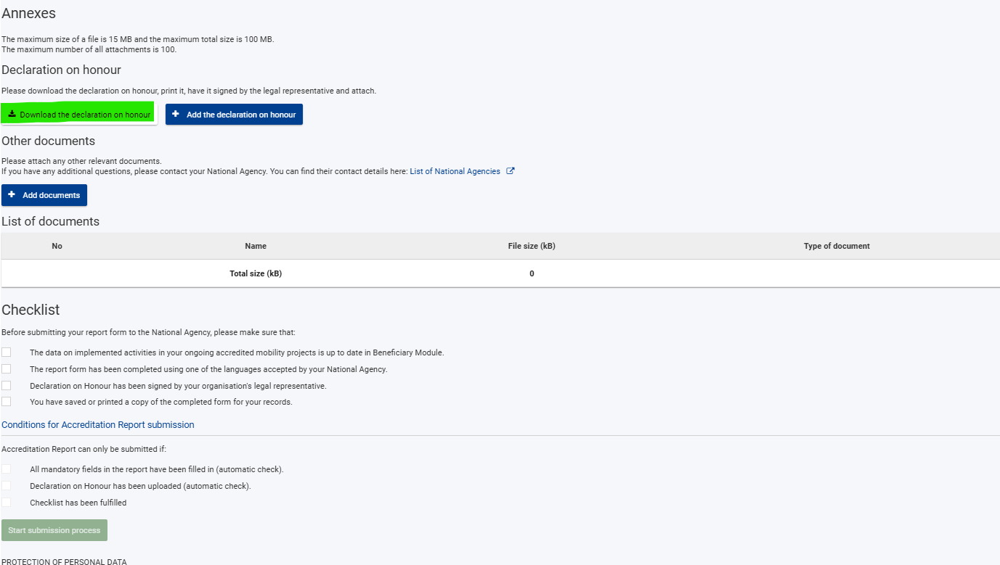 Annexes
The maximum size of a file is 15 MB and the maximum total size is 100 MB.
The maximum number of all attachments is 100.
Declaration on honour
Please download the declaration on honour, print it, have it signed by the legal representative and attach.
Download the declaration on honour
Add the declaration on honour
Other documents
Please attach any other relevant documents.
If you have any additional questions, please contact your National Agency. You can find their contact details here: List of National Agencies
Add documents
List of documents
No Name File size (kB) Type of document
Total size (kB) 0
Checklist
Before submitting your report form to the National Agency, please make sure that:
The data on implemented activities in your ongoing accredited mobility projects is up to date in Beneficiary Module.
The report form has been completed using one of the languages accepted by your National Agency.
Declaration on Honour has been signed by your organisation's legal representative.
You have saved or printed a copy of the completed form for your records.
Conditions for Accreditation Report submission
Accreditation Report can only be submitted if:
All mandatory fields in the report have been filled in (automatic check).
Declaration on Honour has been uploaded (automatic check).
Checklist has been fulfilled
Start submission process
PROTECTION OF PERSONAL DATA